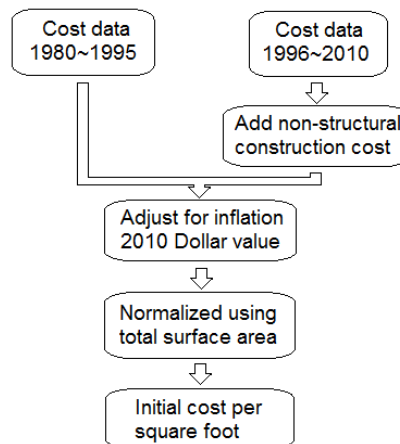 Cost data
1980~1995
Cost data
1996~2010
Add non-structural
construction cost
Adjust for inflation
2010 Dollar value
Normalized using
total surface area
Initial cost per
square foot